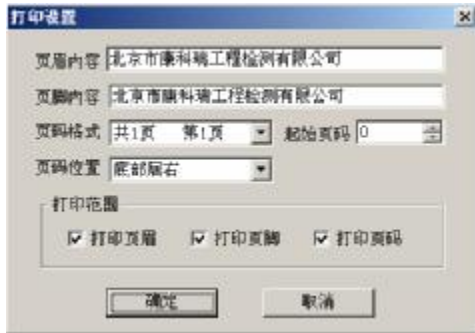 打印设置
页眉内容 北京市康科瑞工程检测有限公司
页脚内容 北京市康科瑞工程检测有限公司
页码格式 共1页 第1页 起始页码 0
页码位置 底部居右
打印范围
打印页眉 打印页脚 打印页码
确定 取消